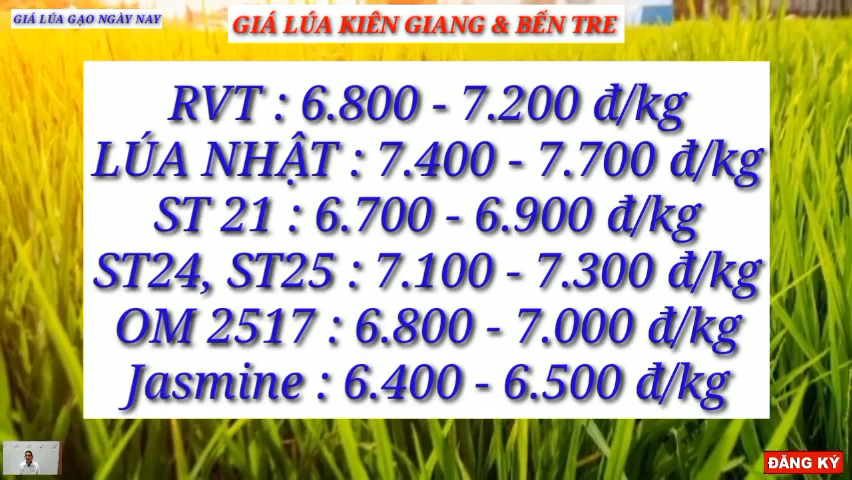 GIÁ LÚA GẠO NGÀY NAY
GIÁ LÚA KIÊN GIANG & BẾN TRE
RVT : 6.800 - 7.200 đ/kg
LÚA NHẬT : 7.400 - 7.700 đ/kg
ST 21 : 6.700 - 6.900 đ/kg
ST24, ST25 : 7.100 - 7.300 đ/kg
OM 2517 : 6.800 - 7.000 đ/kg
Jasmine : 6.400 - 6.500 đ/kg
ĐĂNG KÝ